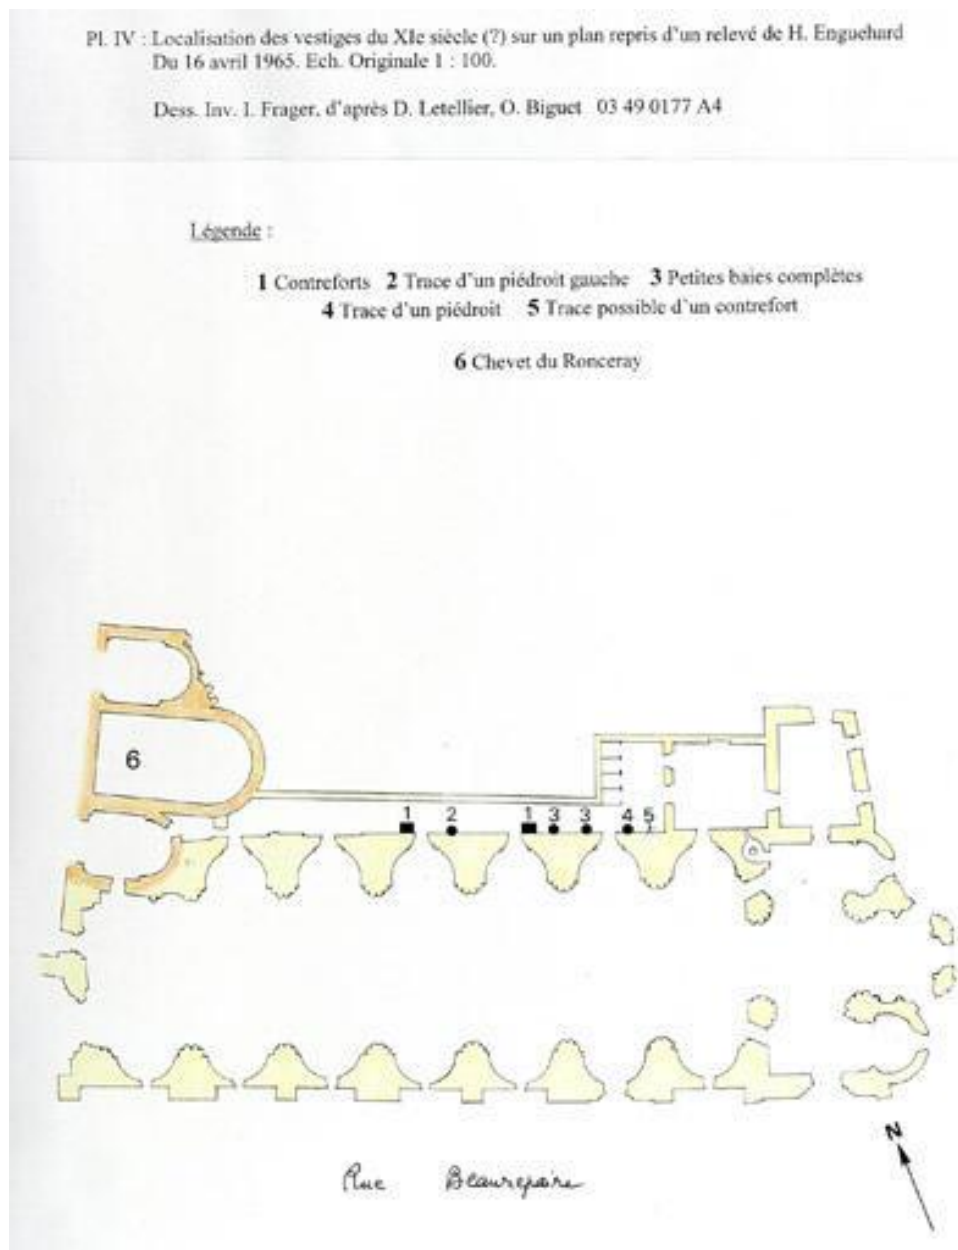 Pl. IV : Localisation des vestiges du XIe siècle (?) sur un plan repris d'un relevé de H. Enguehard
Du 16 avril 1965. Ech. Originale 1 : 100.
Dess. Inv. I. Frager, d'après D. Letellier, O. Biguet 03 49 0177 A4
Légende :
1 Contreforts 2 Trace d'un piédroit gauche 3 Petites baies complètes
4 Trace d'un piédroit 5 Trace possible d'un contrefort
6 Chevet du Ronceray
6
1 2 1 3 3 4 5
N
Rue Beaurepaire